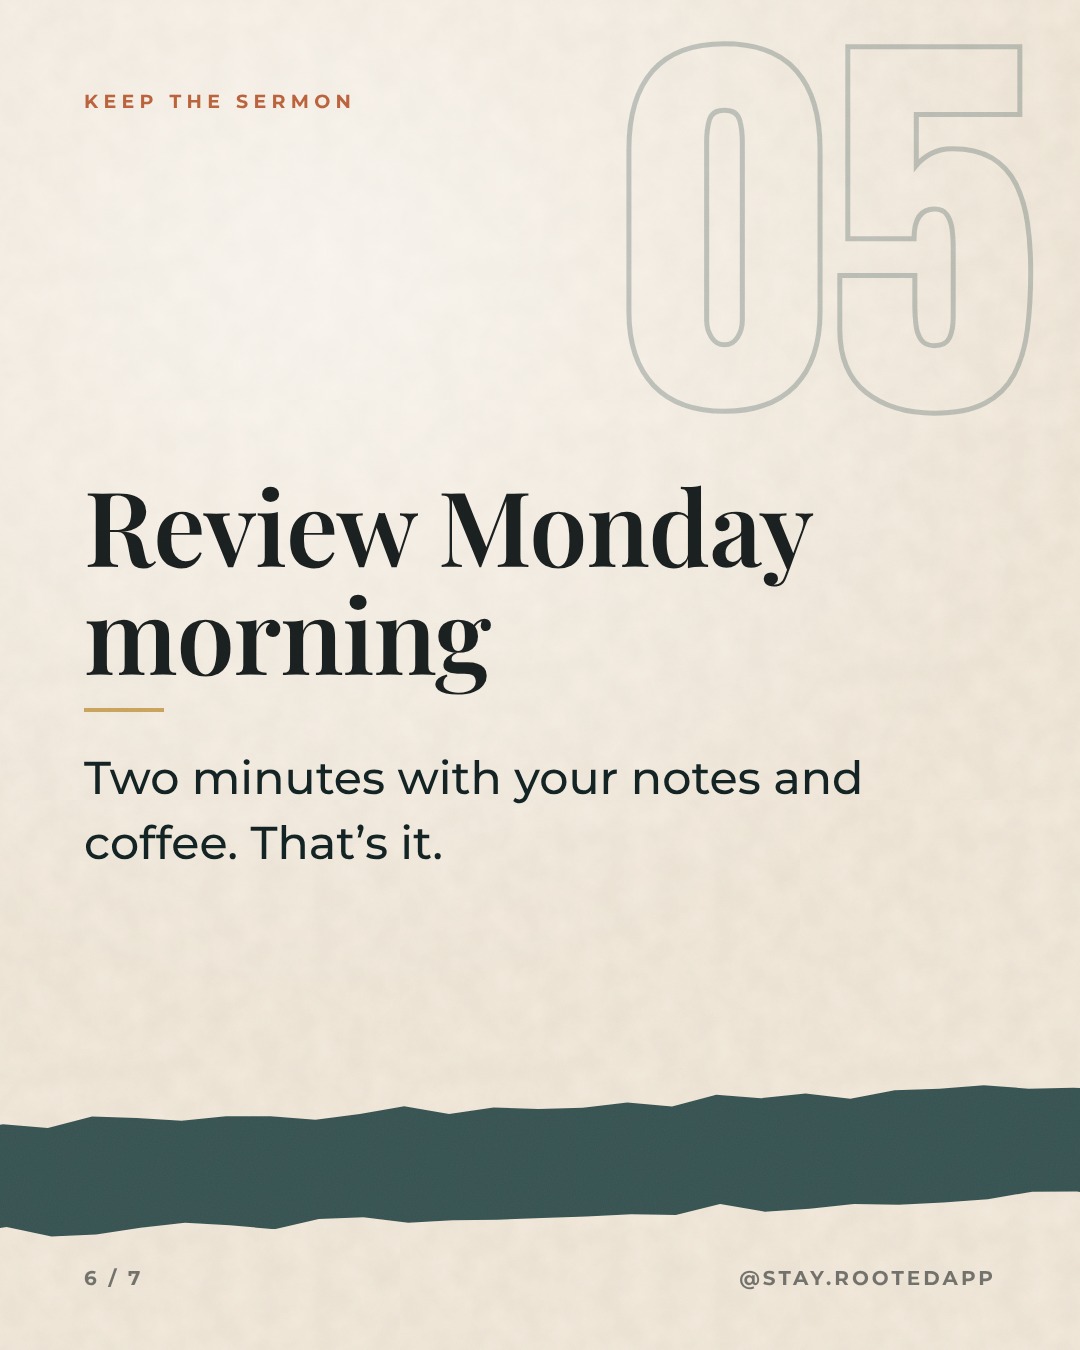 KEEP THE SERMON
05
Review Monday
morning
Two minutes with your notes and
coffee. That’s it.
6 / 7
@STAY.ROOTEDAPP